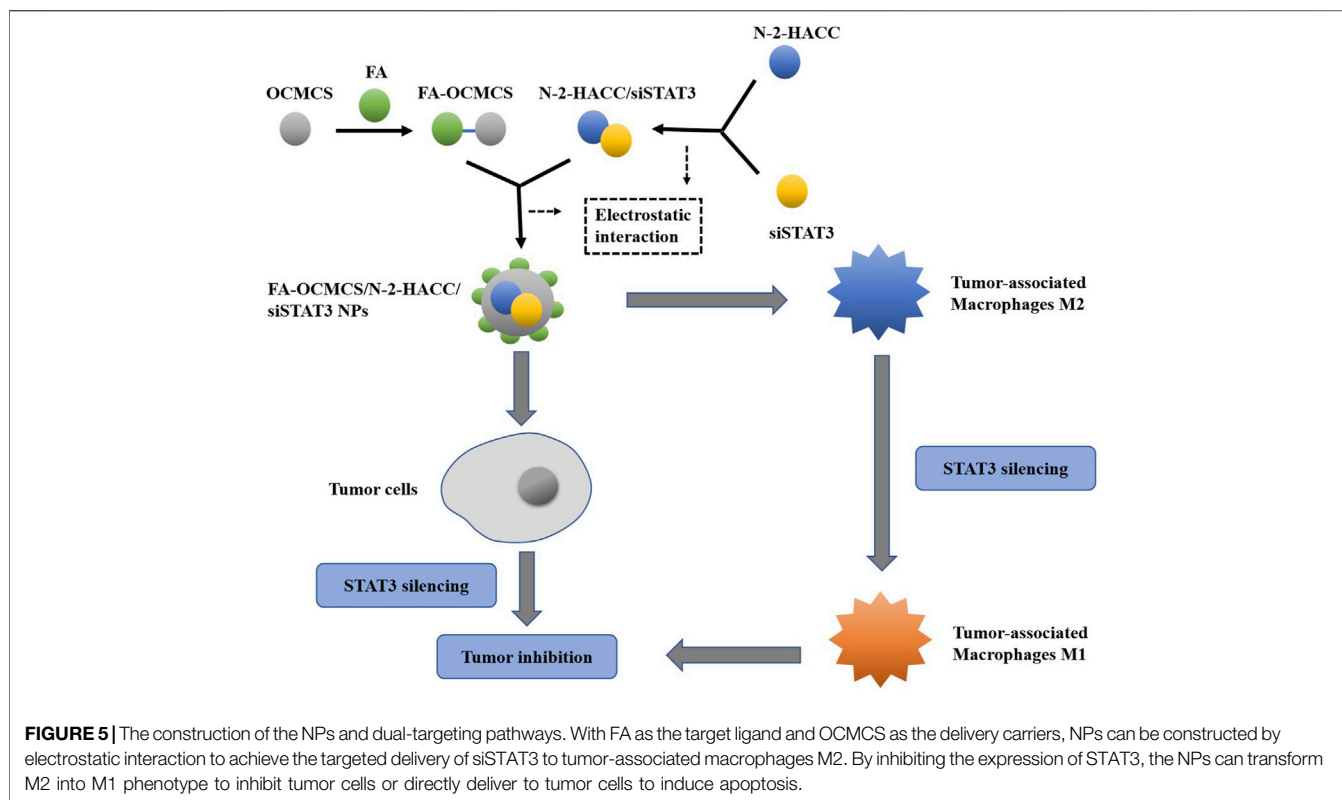 N-2-HACC
FA
OCMCS
FA-OCMCS
N-2-HACC/siSTAT3
Electrostatic
interaction
siSTAT3
FA-OCMCS/N-2-HACC/
siSTAT3 NPs
Tumor-associated
Macrophages M2
Tumor cells
STAT3 silencing
STAT3 silencing
Tumor inhibition
Tumor-associated
Macrophages M1
FIGURE 5 | The construction of the NPs and dual-targeting pathways. With FA as the target ligand and OCMCS as the delivery carriers, NPs can be constructed by
electrostatic interaction to achieve the targeted delivery of siSTAT3 to tumor-associated macrophages M2. By inhibiting the expression of STAT3, the NPs can transform
M2 into M1 phenotype to inhibit tumor cells or directly deliver to tumor cells to induce apoptosis.